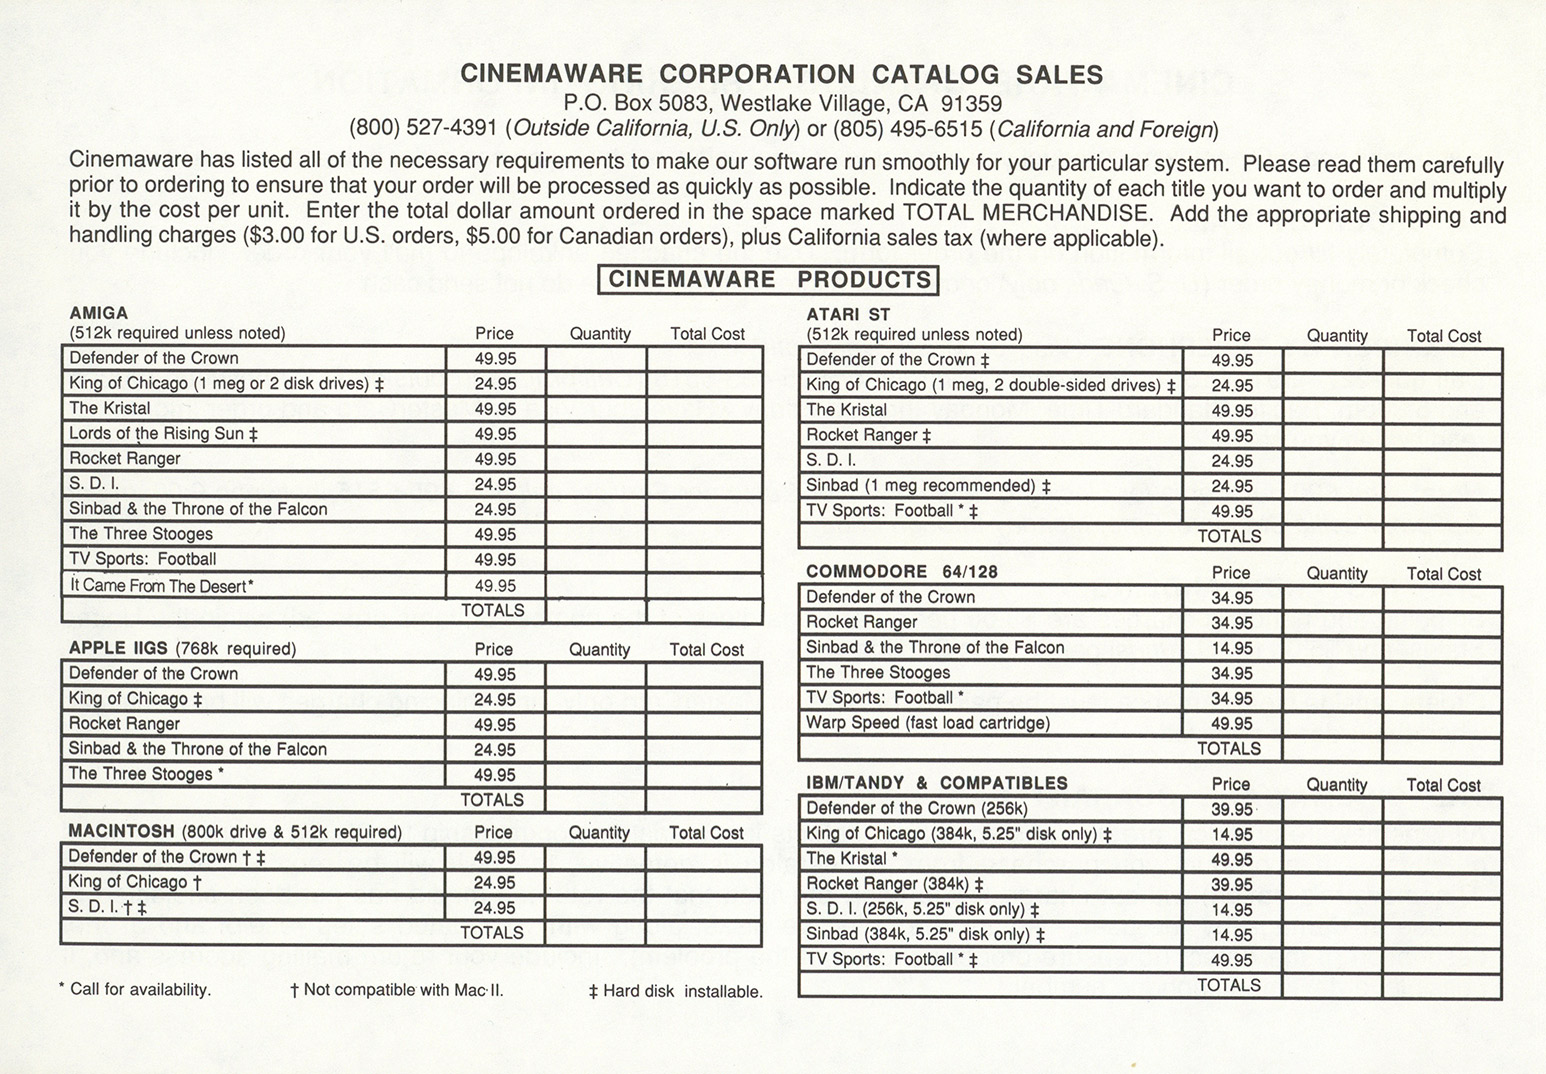 CINEMAWARE CORPORATION CATALOG SALES
P.O. Box 5083, Westlake Village, CA 91359
(800) 527-4391 (Outside California, U.S. Only) or (805) 495-6515 (California and Foreign)
Cinemaware has listed all of the necessary requirements to make our software run smoothly for your particular system. Please read them carefully
prior to ordering to ensure that your order will be processed as quickly as possible. Indicate the quantity of each title you want to order and multiply
it by the cost per unit. Enter the total dollar amount ordered in the space marked TOTAL MERCHANDISE. Add the appropriate shipping and
handling charges ($3.00 for U.S. orders, $5.00 for Canadian orders), plus California sales tax (where applicable).
CINEMAWARE PRODUCTS
AMIGA
(512k required unless noted) Price Quantity Total Cost
Defender of the Crown 49.95
King of Chicago (1 meg or 2 disk drives) ‡ 24.95
The Kristal 49.95
Lords of the Rising Sun ‡ 49.95
Rocket Ranger 49.95
S. D. I. 24.95
Sinbad & the Throne of the Falcon 24.95
The Three Stooges 49.95
TV Sports: Football 49.95
It Came From The Desert* 49.95
TOTALS
APPLE IIGS (768k required) Price Quantity Total Cost
Defender of the Crown 49.95
King of Chicago ‡ 24.95
Rocket Ranger 49.95
Sinbad & the Throne of the Falcon 24.95
The Three Stooges * 49.95
TOTALS
MACINTOSH (800k drive & 512k required) Price Quantity Total Cost
Defender of the Crown † ‡ 49.95
King of Chicago † 24.95
S. D. I. † ‡ 24.95
TOTALS
* Call for availability. † Not compatible with Mac II. ‡ Hard disk installable.
ATARI ST
(512k required unless noted) Price Quantity Total Cost
Defender of the Crown ‡ 49.95
King of Chicago (1 meg, 2 double-sided drives) ‡ 24.95
The Kristal 49.95
Rocket Ranger ‡ 49.95
S. D. I. 24.95
Sinbad (1 meg recommended) ‡ 24.95
TV Sports: Football * ‡ 49.95
TOTALS
COMMODORE 64/128 Price Quantity Total Cost
Defender of the Crown 34.95
Rocket Ranger 34.95
Sinbad & the Throne of the Falcon 14.95
The Three Stooges 34.95
TV Sports: Football * 34.95
Warp Speed (fast load cartridge) 49.95
TOTALS
IBM/TANDY & COMPATIBLES Price Quantity Total Cost
Defender of the Crown (256k) 39.95
King of Chicago (384k, 5.25" disk only) ‡ 14.95
The Kristal * 49.95
Rocket Ranger (384k) ‡ 39.95
S. D. I. (256k, 5.25" disk only) ‡ 14.95
Sinbad (384k, 5.25" disk only) ‡ 14.95
TV Sports: Football * ‡ 49.95
TOTALS